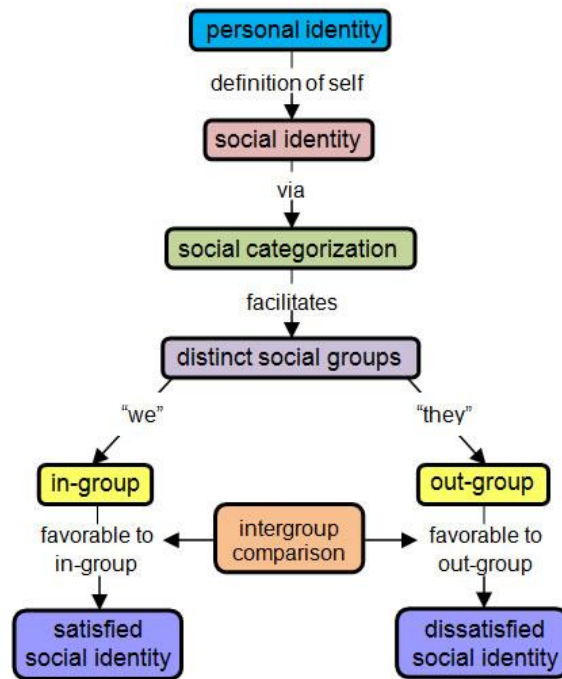 personal identity
definition of self
social identity
via
social categorization
facilitates
distinct social groups
“we”
“they”
in-group
out-group
favorable to
in-group
intergroup
comparison
favorable to
out-group
satisfied
social identity
dissatisfied
social identity